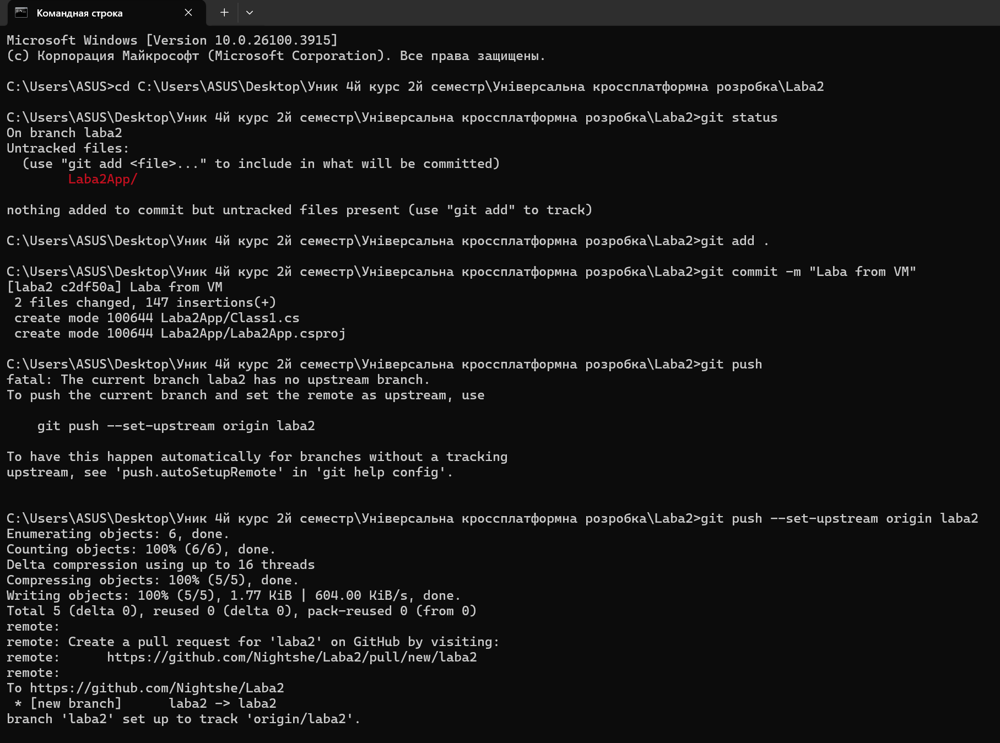 Командная строка
Microsoft Windows [Version 10.0.26100.3915]
(c) Корпорация Майкрософт (Microsoft Corporation). Все права защищены.
C:\Users\ASUS>cd C:\Users\ASUS\Desktop\Уник 4й курс 2й семестр\Універсальна кроссплатформна розробка\Laba2
C:\Users\ASUS\Desktop\Уник 4й курс 2й семестр\Універсальна кроссплатформна розробка\Laba2>git status
On branch laba2
Untracked files:
  (use "git add <file>..." to include in what will be committed)
        Laba2App/
nothing added to commit but untracked files present (use "git add" to track)
C:\Users\ASUS\Desktop\Уник 4й курс 2й семестр\Універсальна кроссплатформна розробка\Laba2>git add .
C:\Users\ASUS\Desktop\Уник 4й курс 2й семестр\Універсальна кроссплатформна розробка\Laba2>git commit -m "Laba from VM"
[laba2 c2df50a] Laba from VM
 2 files changed, 147 insertions(+)
 create mode 100644 Laba2App/Class1.cs
 create mode 100644 Laba2App/Laba2App.csproj
C:\Users\ASUS\Desktop\Уник 4й курс 2й семестр\Універсальна кроссплатформна розробка\Laba2>git push
fatal: The current branch laba2 has no upstream branch.
To push the current branch and set the remote as upstream, use
    git push --set-upstream origin laba2
To have this happen automatically for branches without a tracking
upstream, see 'push.autoSetupRemote' in 'git help config'.
C:\Users\ASUS\Desktop\Уник 4й курс 2й семестр\Універсальна кроссплатформна розробка\Laba2>git push --set-upstream origin laba2
Enumerating objects: 6, done.
Counting objects: 100% (6/6), done.
Delta compression using up to 16 threads
Compressing objects: 100% (5/5), done.
Writing objects: 100% (5/5), 1.77 KiB | 604.00 KiB/s, done.
Total 5 (delta 0), reused 0 (delta 0), pack-reused 0 (from 0)
remote:
remote: Create a pull request for 'laba2' on GitHub by visiting:
remote:      https://github.com/Nightshe/Laba2/pull/new/laba2
remote:
To https://github.com/Nightshe/Laba2
 * [new branch]      laba2 -> laba2
branch 'laba2' set up to track 'origin/laba2'.